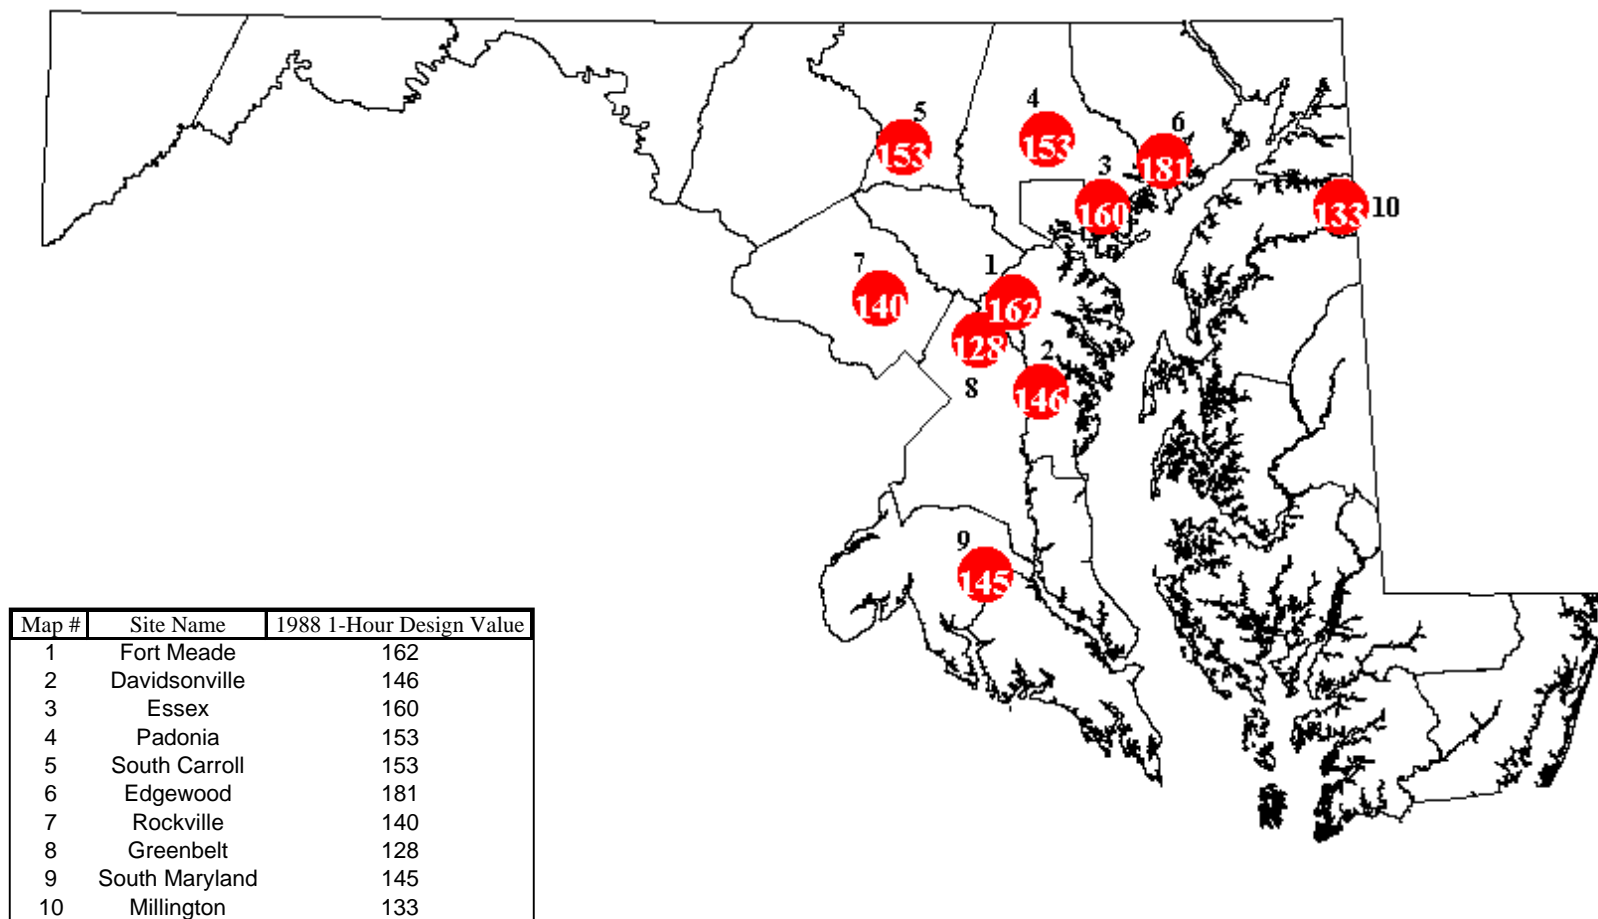 5
153
4
153
6
181
3
160
133 10
7
140
1
162
128
8
2
146
9
145
Map # Site Name 1988 1-Hour Design Value
1 Fort Meade 162
2 Davidsonville 146
3 Essex 160
4 Padonia 153
5 South Carroll 153
6 Edgewood 181
7 Rockville 140
8 Greenbelt 128
9 South Maryland 145
10 Millington 133